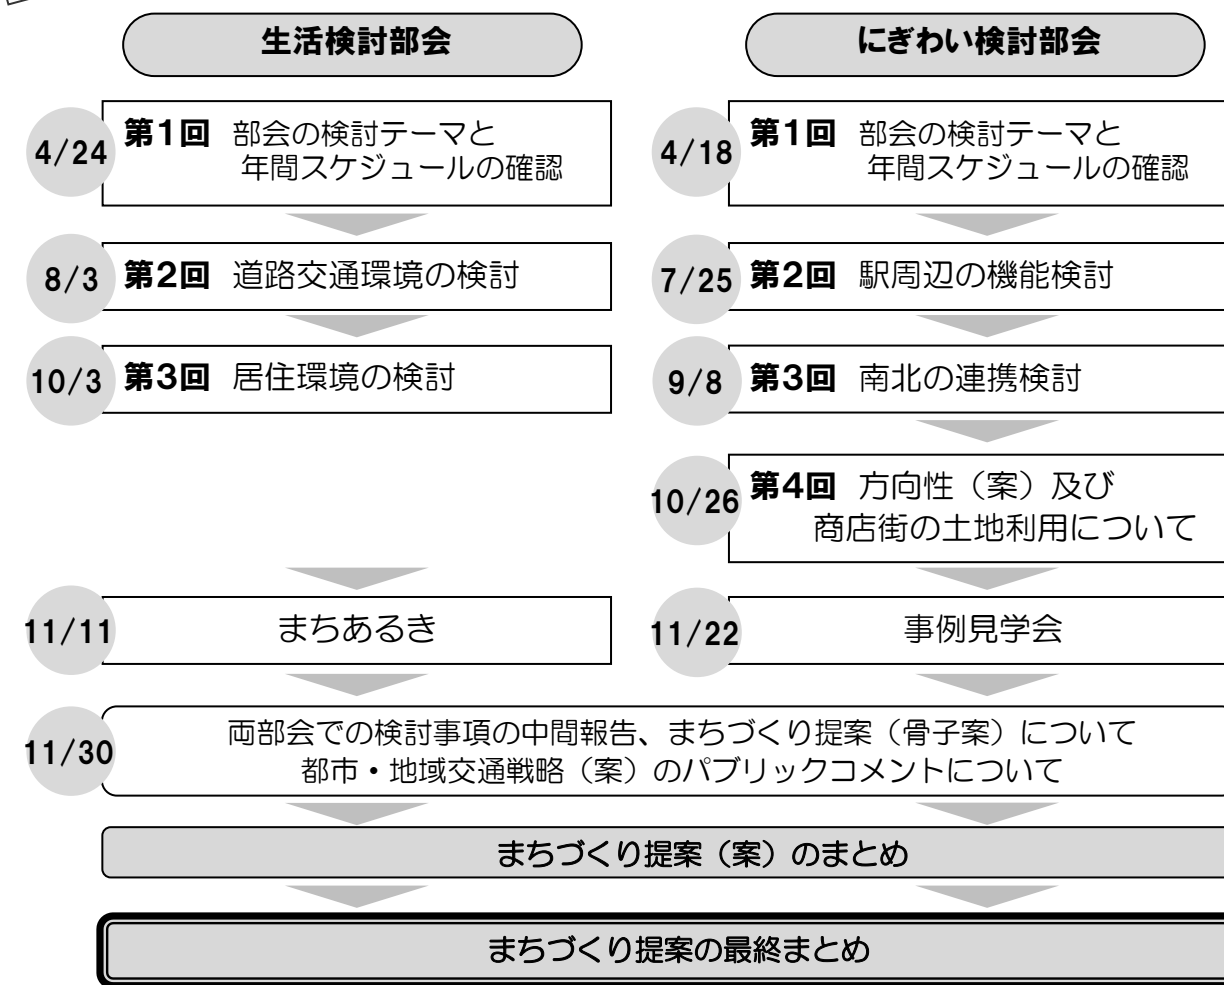 生活検討部会
にぎわい検討部会
4/24
第1回 部会の検討テーマと
年間スケジュールの確認
4/18
第1回 部会の検討テーマと
年間スケジュールの確認
8/3
第2回 道路交通環境の検討
7/25
第2回 駅周辺の機能検討
10/3
第3回 居住環境の検討
9/8
第3回 南北の連携検討
10/26
第4回 方向性（案）及び
商店街の土地利用について
11/11
まちあるき
11/22
事例見学会
11/30
両部会での検討事項の中間報告、まちづくり提案（骨子案）について
都市・地域交通戦略（案）のパブリックコメントについて
まちづくり提案（案）のまとめ
まちづくり提案の最終まとめ